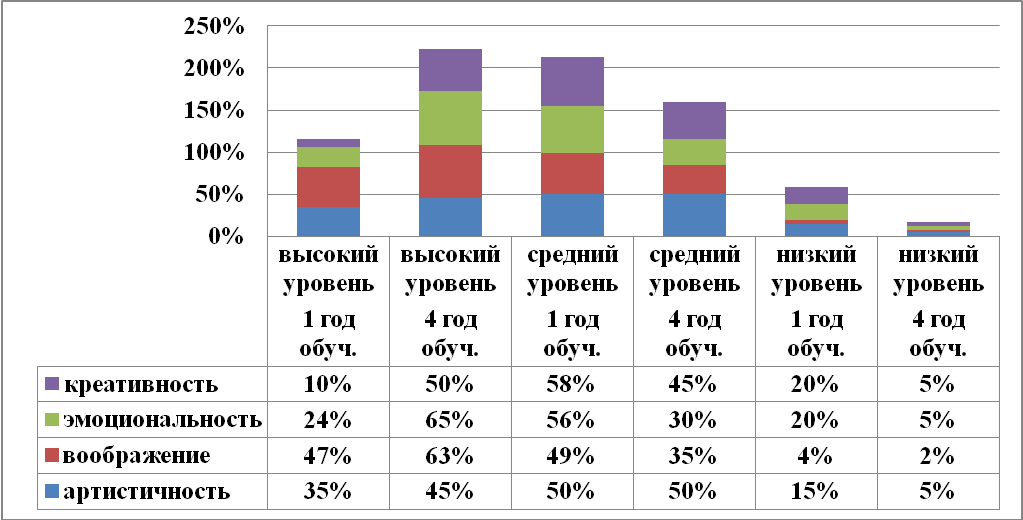 250%
200%
150%
100%
50%
0%
высокий уровень высокий уровень средний уровень средний уровень низкий уровень низкий уровень
1 год обуч. 4 год обуч. 1 год обуч. 4 год обуч. 1 год обуч. 4 год обуч.
креативность 10% 50% 58% 45% 20% 5%
эмоциональность 24% 65% 56% 30% 20% 5%
воображение 47% 63% 49% 35% 4% 2%
артистичность 35% 45% 50% 50% 15% 5%